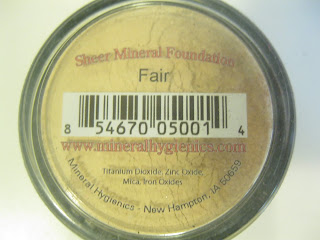 Sheer Mineral Foundation
Fair
8 54670 05001 4
www.mineralhygienics.com
Titanium Dioxide, Zinc Oxide,
Mica, Iron Oxides
Mineral Hygienics - New Hampton, IA 50659